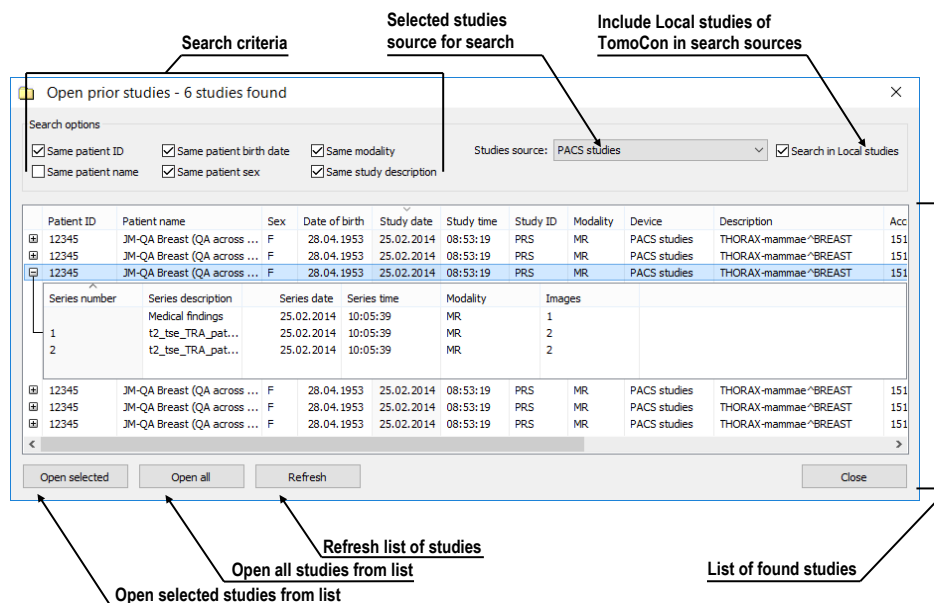 Search criteria
Selected studies
source for search
Include Local studies of
TomoCon in search sources
Open prior studies - 6 studies found
Search options
Same patient ID Same patient birth date Same modality Studies source: PACS studies Search in Local studies
Same patient name Same patient sex Same study description
Patient ID Patient name Sex Date of birth Study date Study time Study ID Modality Device Description Acc
12345 JM-QA Breast (QA across ... F 28.04.1953 25.02.2014 08:53:19 PRS MR PACS studies THORAX-mammae^BREAST 151
12345 JM-QA Breast (QA across ... F 28.04.1953 25.02.2014 08:53:19 PRS MR PACS studies THORAX-mammae^BREAST 151
12345 JM-QA Breast (QA across ... F 28.04.1953 25.02.2014 08:53:19 PRS MR PACS studies THORAX-mammae^BREAST 151
Series number Series description Series date Series time Modality Images
Medical findings 25.02.2014 10:05:39 MR 1
1 t2_tse_TRA_pat... 25.02.2014 10:05:39 MR 2
2 t2_tse_TRA_pat... 25.02.2014 10:05:39 MR 2
12345 JM-QA Breast (QA across ... F 28.04.1953 25.02.2014 08:53:19 PRS MR PACS studies THORAX-mammae^BREAST 151
12345 JM-QA Breast (QA across ... F 28.04.1953 25.02.2014 08:53:19 PRS MR PACS studies THORAX-mammae^BREAST 151
12345 JM-QA Breast (QA across ... F 28.04.1953 25.02.2014 08:53:19 PRS MR PACS studies THORAX-mammae^BREAST 151
Open selected Open all Refresh Close
Refresh list of studies
Open all studies from list
List of found studies
Open selected studies from list